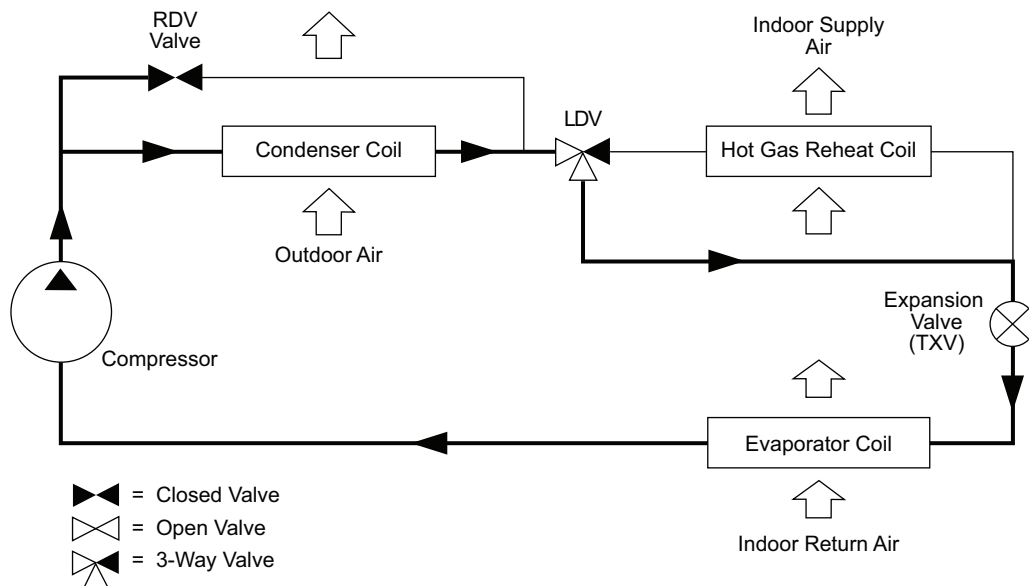 RDV
Valve
Indoor Supply
Air
LDV
Condenser Coil
Hot Gas Reheat Coil
Outdoor Air
Expansion
Valve
(TXV)
Compressor
Evaporator Coil
= Closed Valve
= Open Valve
= 3-Way Valve
Indoor Return Air